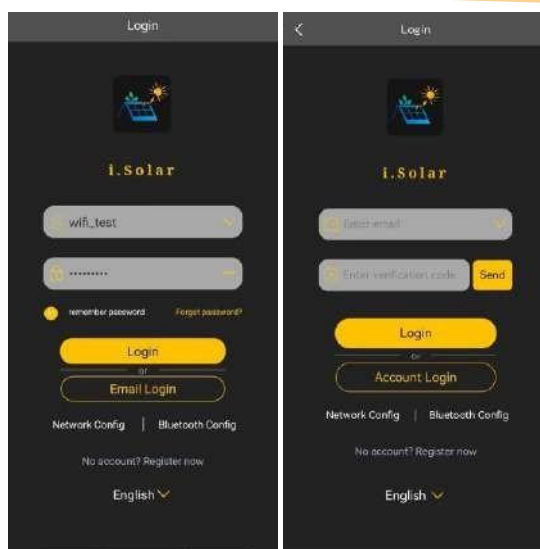 Login
i.Solar
wifi_test
.........
remember password Forget password?
Login
or
Email Login
Network Config | Bluetooth Config
No account? Register now
English
Login
i.Solar
Enter email
Enter verification code Send
Login
or
Account Login
Network Config | Bluetooth Config
No account? Register now
English